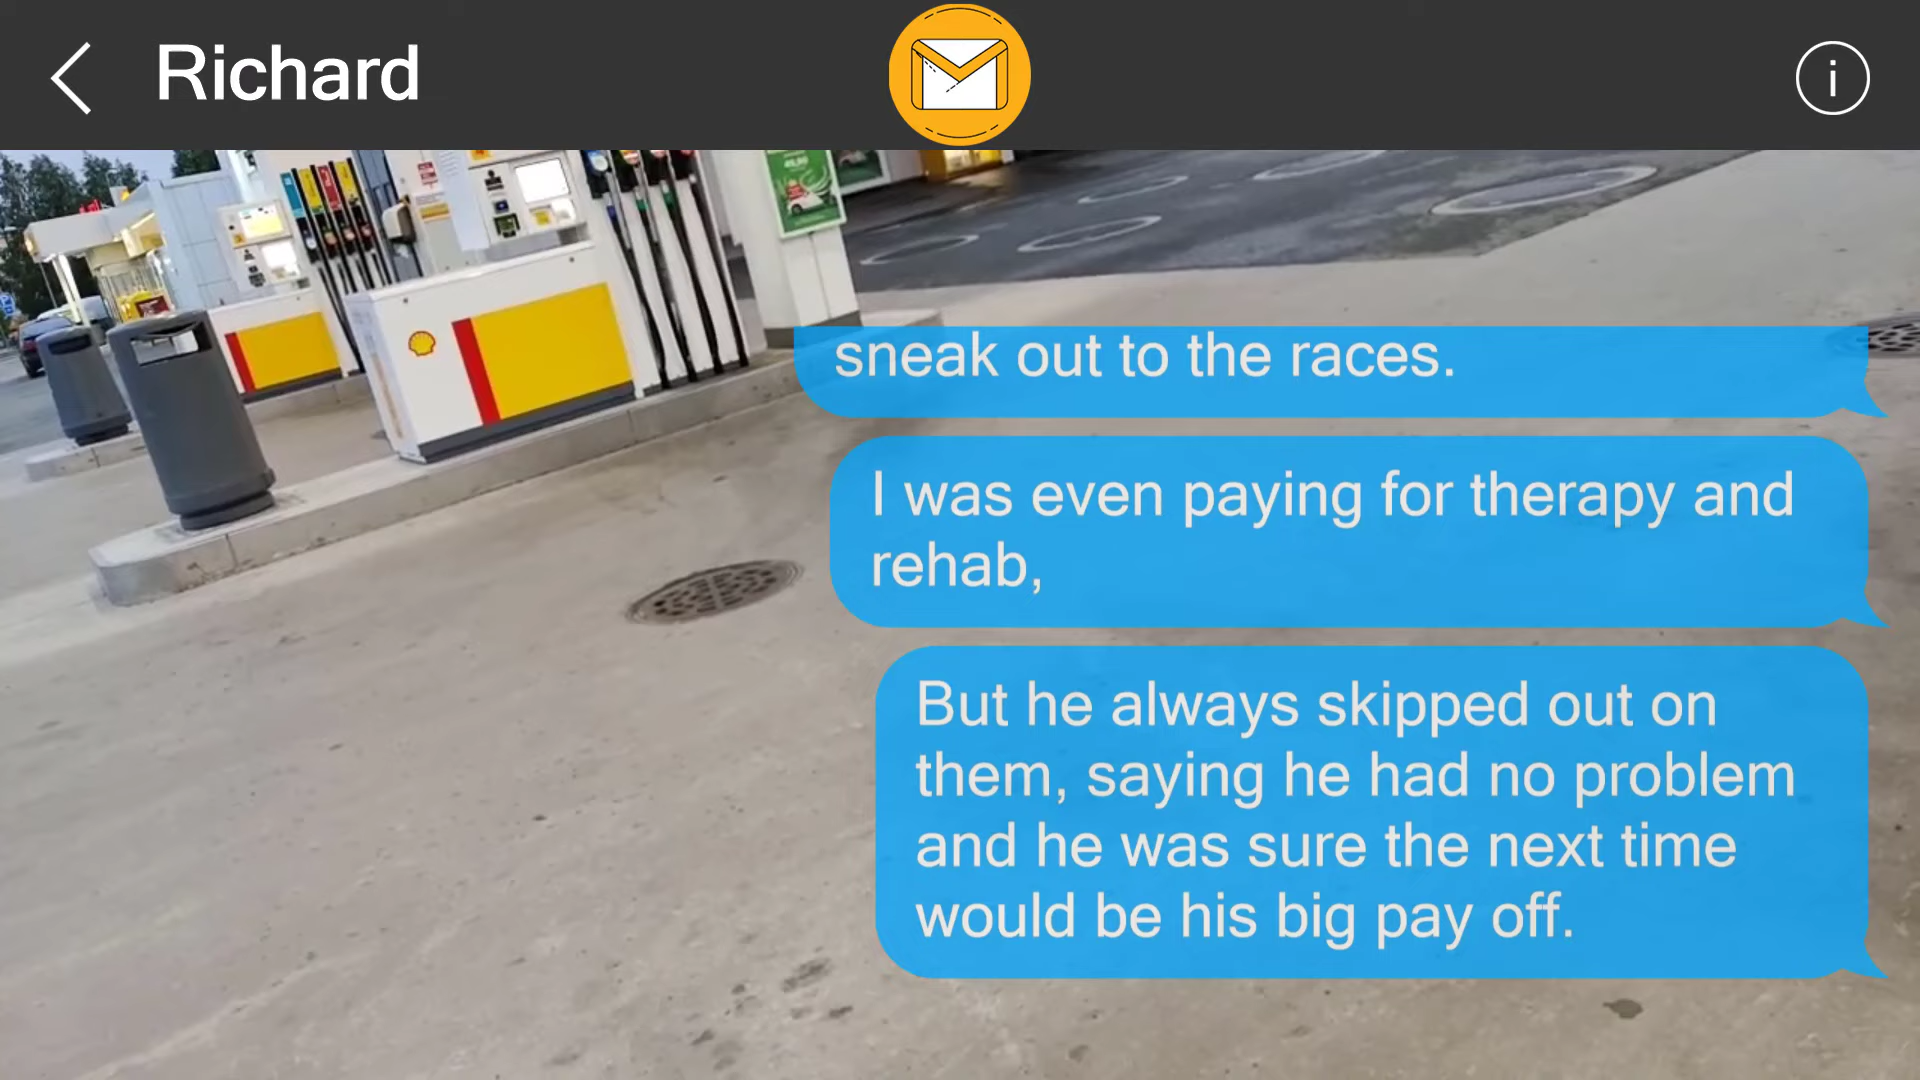 Richard
i
sneak out to the races.
I was even paying for therapy and
rehab,
But he always skipped out on
them, saying he had no problem
and he was sure the next time
would be his big pay off.